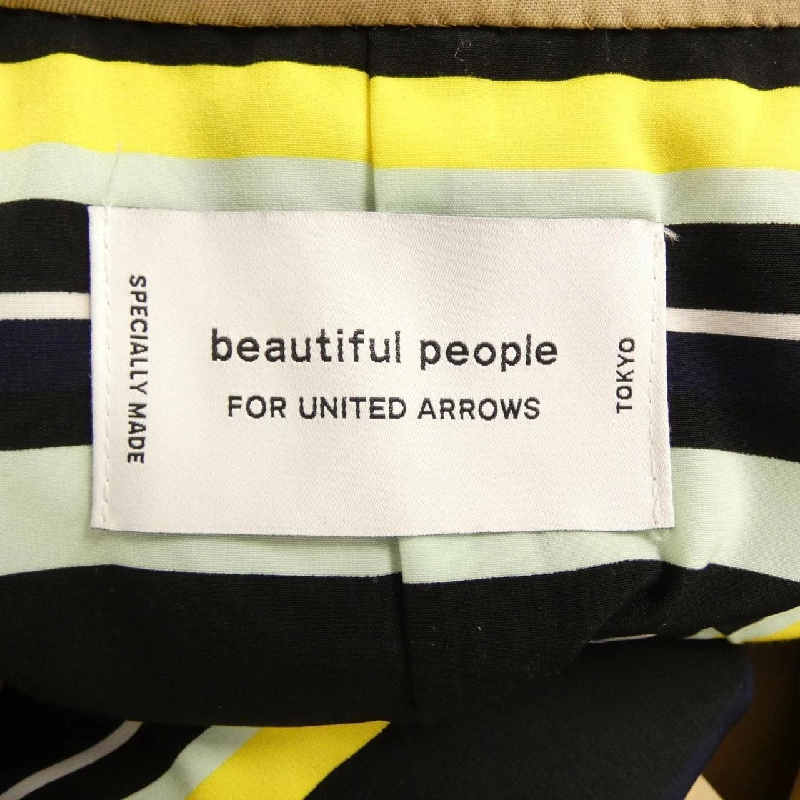 SPECIALLY MADE
beautiful people
FOR UNITED ARROWS
TOKYO